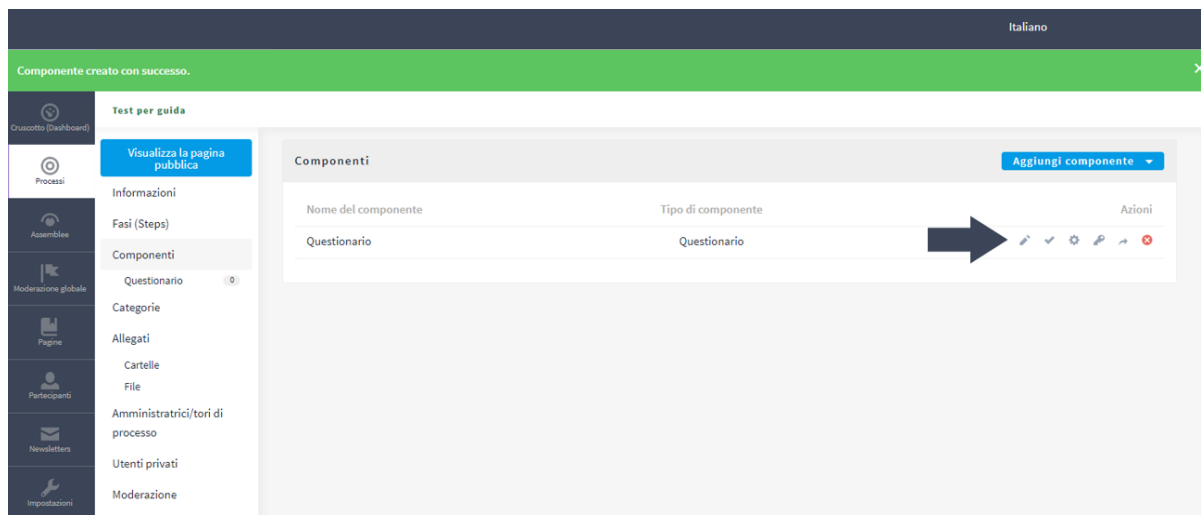 Italiano
Componente creato con successo.
Cruscotto (Dashboard)
Processi
Assemblee
Moderazione globale
Pagine
Partecipanti
Newsletters
Impostazioni
Test per guida
Visualizza la pagina
pubblica
Informazioni
Fasi (Steps)
Componenti
Questionario 0
Categorie
Allegati
Cartelle
File
Amministratrici/tori di
processo
Utenti privati
Moderazione
Componenti
Aggiungi componente
Nome del componente Tipo di componente Azioni
Questionario Questionario